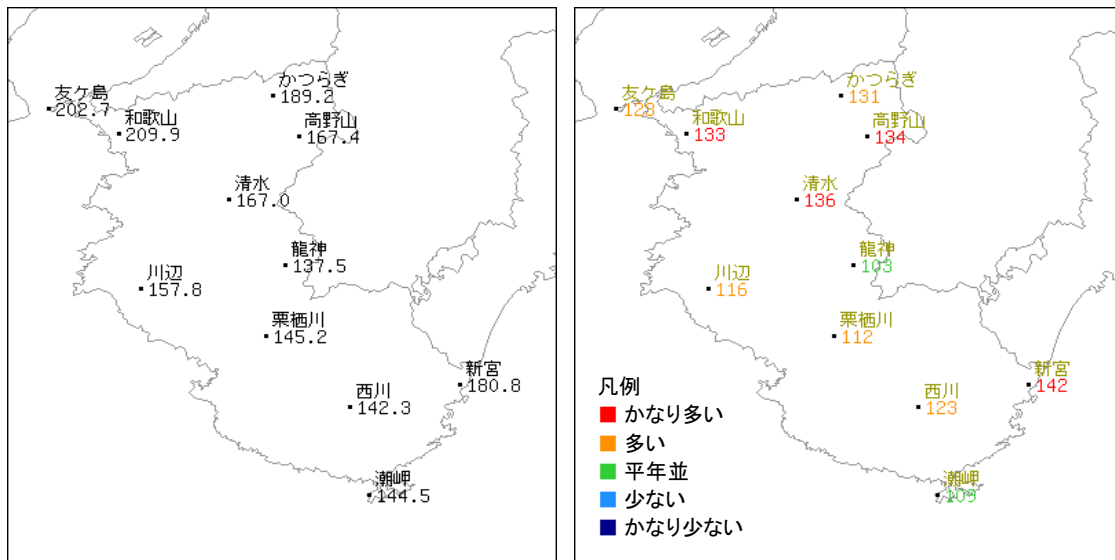 かつらぎ
189.2
友ケ島
202.7
和歌山
209.9
高野山
167.4
清水
167.0
龍神
137.5
川辺
157.8
栗栖川
145.2
新宮
180.8
西川
142.3
潮岬
144.5
かつらぎ
131
友ケ島
128
和歌山
133
高野山
134
清水
136
龍神
103
川辺
116
栗栖川
112
新宮
142
西川
123
潮岬
109
凡例
かなり多い
多い
平年並
少ない
かなり少ない